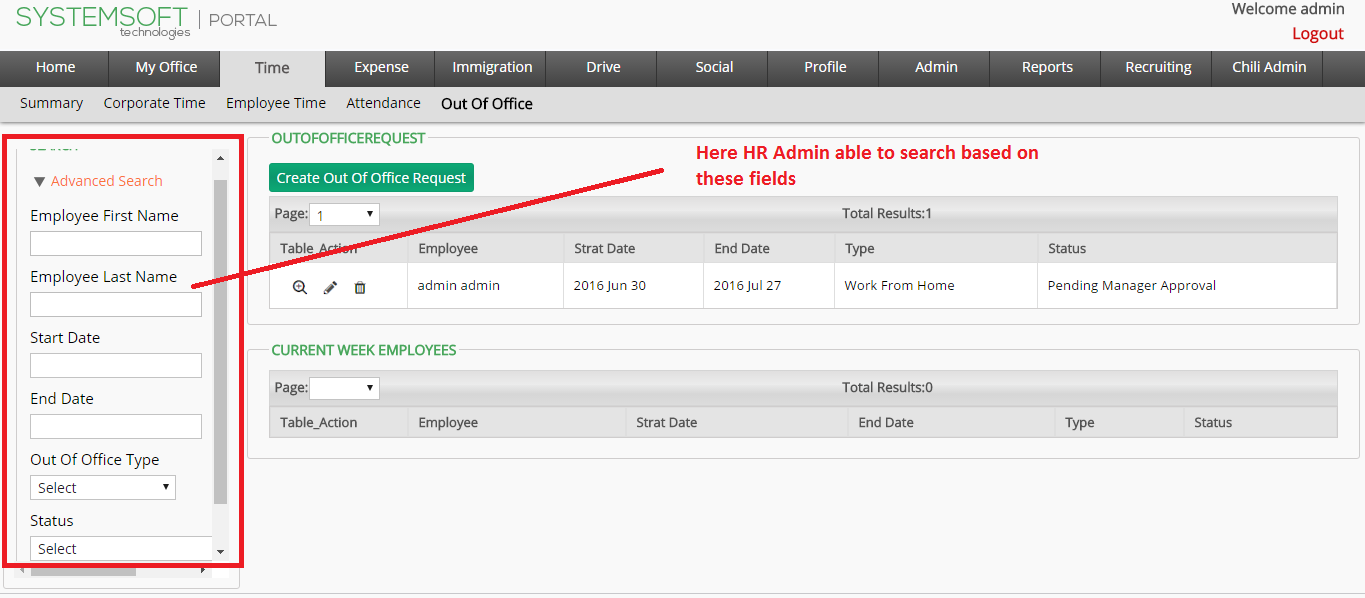 SYSTEMSOFT | PORTAL
technologies
Welcome admin
Logout
Home My Office Time Expense Immigration Drive Social Profile Admin Reports Recruiting Chili Admin
Summary Corporate Time Employee Time Attendance Out Of Office
Advanced Search
Employee First Name
Employee Last Name
Start Date
End Date
Out Of Office Type
Select
Status
Select
OUTOFOFFICEREQUEST
Here HR Admin able to search based on
these fields
Create Out Of Office Request
Page: 1 Total Results:1
Table_Action Employee Strat Date End Date Type Status
admin admin 2016 Jun 30 2016 Jul 27 Work From Home Pending Manager Approval
CURRENT WEEK EMPLOYEES
Page: Total Results:0
Table_Action Employee Strat Date End Date Type Status